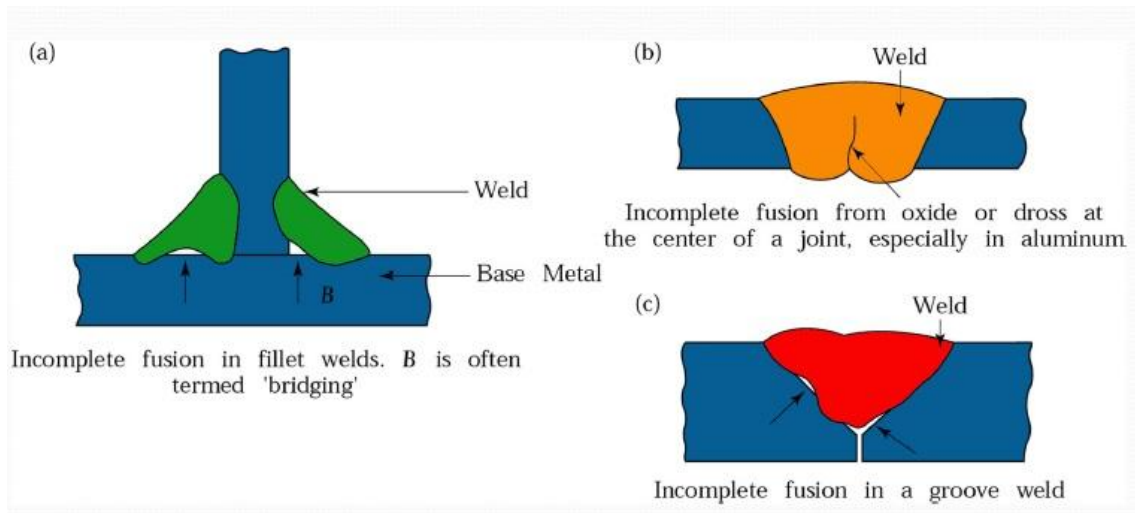 (a)
Weld
Base Metal
B
Incomplete fusion in fillet welds. B is often
termed 'bridging'
(b)
Weld
Incomplete fusion from oxide or dross at
the center of a joint, especially in aluminum
(c)
Weld
Incomplete fusion in a groove weld